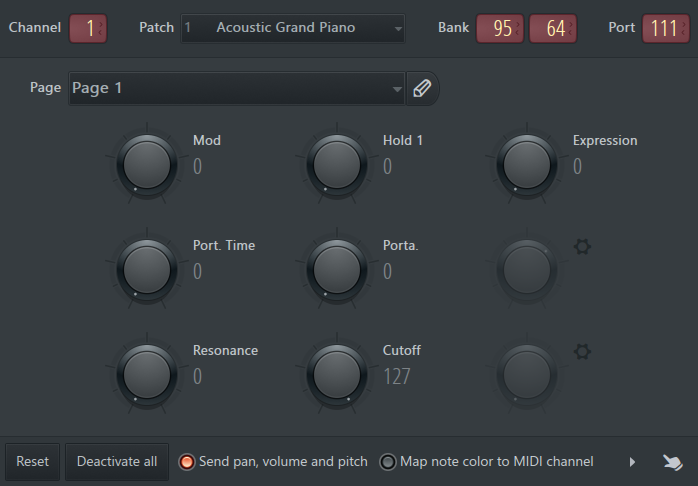 Channel 1 Patch 1 Acoustic Grand Piano Bank 95 64 Port 111
Page Page 1
Mod Hold 1 Expression
0 0 0
Port. Time Porta.
0 0
Resonance Cutoff
0 127
Reset Deactivate all Send pan, volume and pitch Map note color to MIDI channel